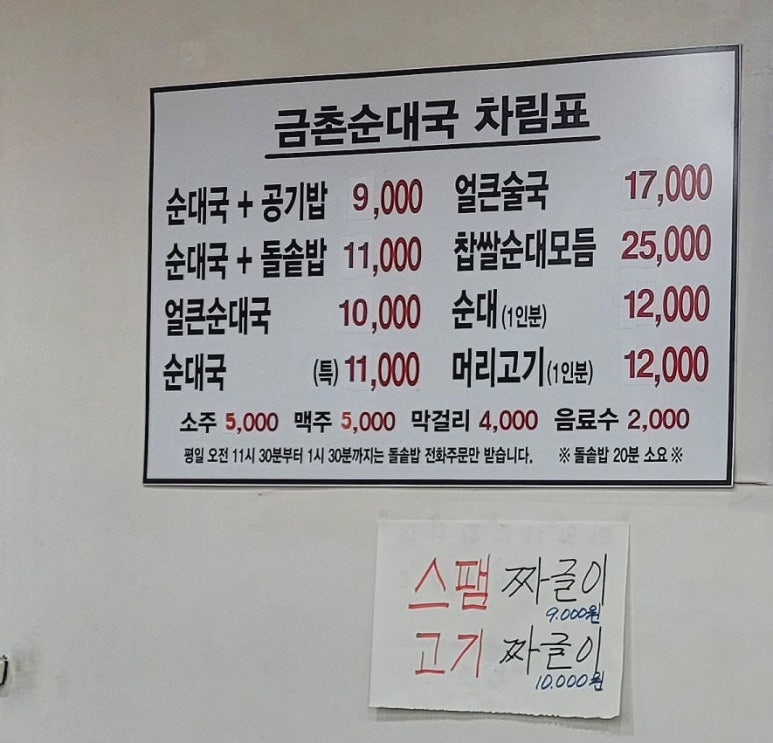 금촌순대국 차림표
순대국 + 공기밥 9,000 얼큰술국 17,000
순대국 + 돌솥밥 11,000 찹쌀순대모듬 25,000
얼큰순대국 10,000 순대(1인분) 12,000
순대국 (특) 11,000 머리고기(1인분) 12,000
소주 5,000 맥주 5,000 막걸리 4,000 음료수 2,000
평일 오전 11시 30분부터 1시 30분까지는 돌솥밥 전화주문만 받습니다. ※ 돌솥밥 20분 소요 ※
스팸 짜글이
9.000원
고기 짜글이
10.000원